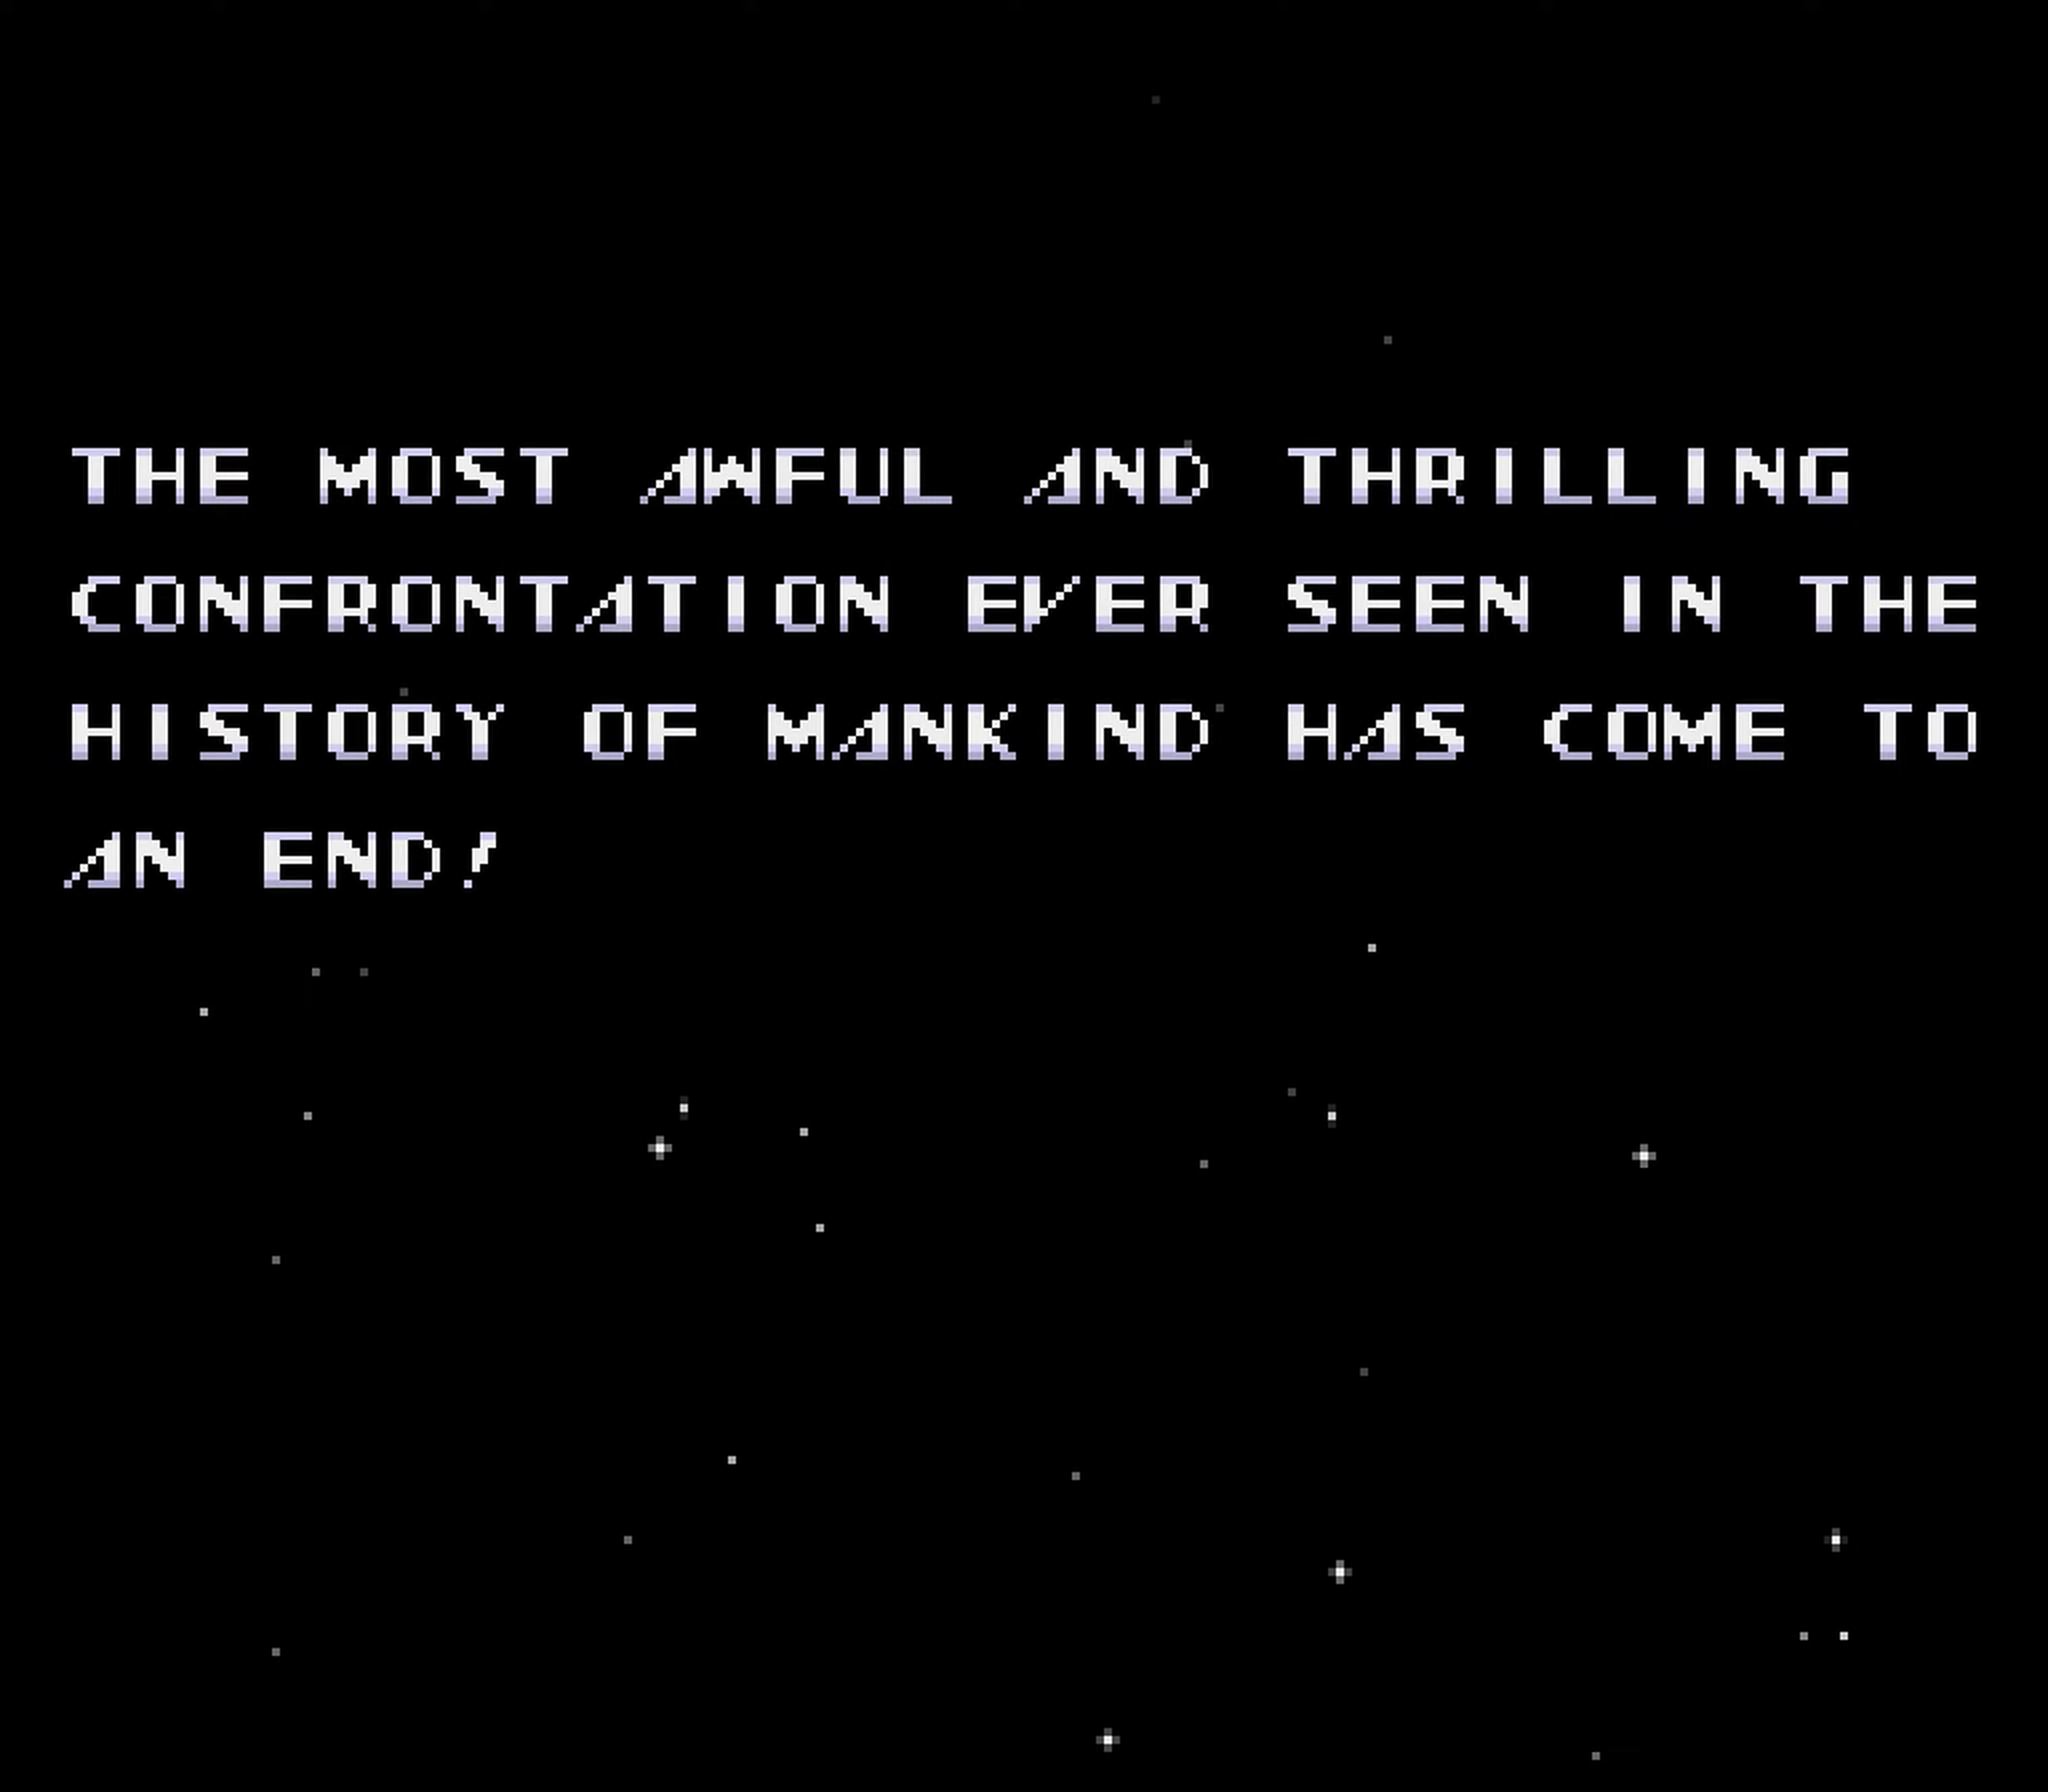 THE MOST AWFUL AND THRILLING
CONFRONTATION EVER SEEN IN THE
HISTORY OF MANKIND HAS COME TO
AN END!